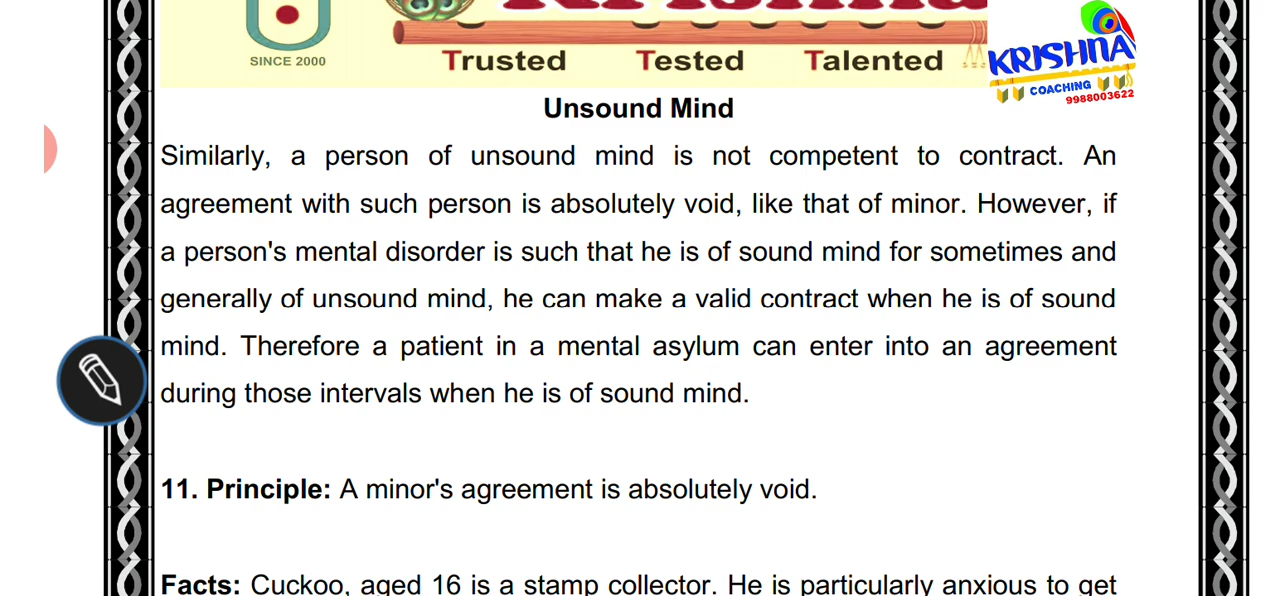 SINCE 2000
Trusted Tested Talented
KRISHNA
COACHING
9988003622
Unsound Mind
Similarly, a person of unsound mind is not competent to contract. An
agreement with such person is absolutely void, like that of minor. However, if
a person's mental disorder is such that he is of sound mind for sometimes and
generally of unsound mind, he can make a valid contract when he is of sound
mind. Therefore a patient in a mental asylum can enter into an agreement
during those intervals when he is of sound mind.
11. Principle: A minor's agreement is absolutely void.
Facts: Cuckoo, aged 16 is a stamp collector. He is particularly anxious to get